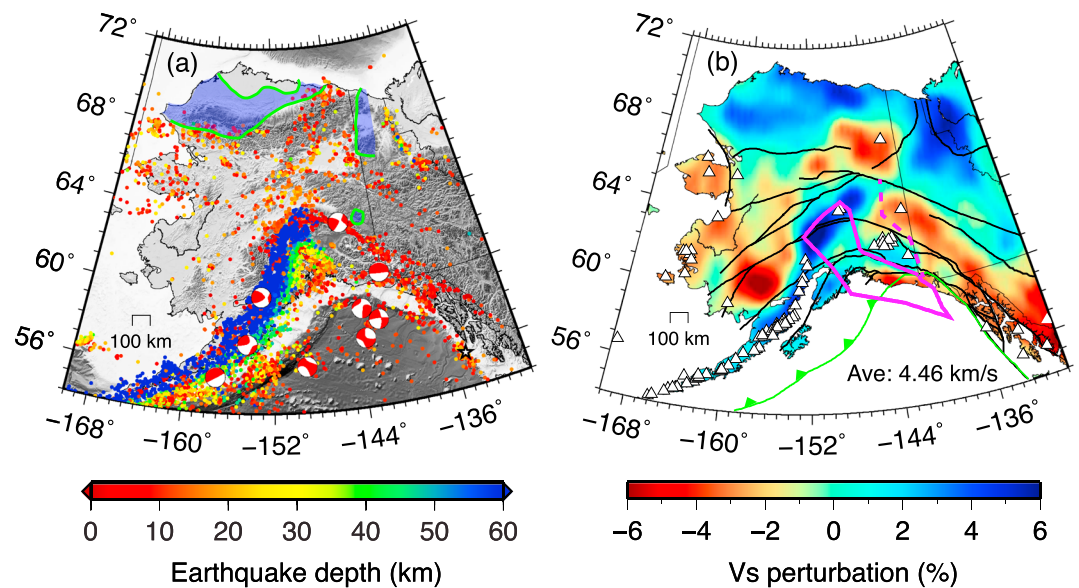 (a)
72°
68°
64°
60°
56°
100 km
−168°
−160°
−152°
−144°
−136°
0 10 20 30 40 50 60
Earthquake depth (km)
(b)
72°
68°
64°
60°
56°
100 km
Ave: 4.46 km/s
−168°
−160°
−152°
−144°
−136°
−6 −4 −2 0 2 4 6
Vs perturbation (%)